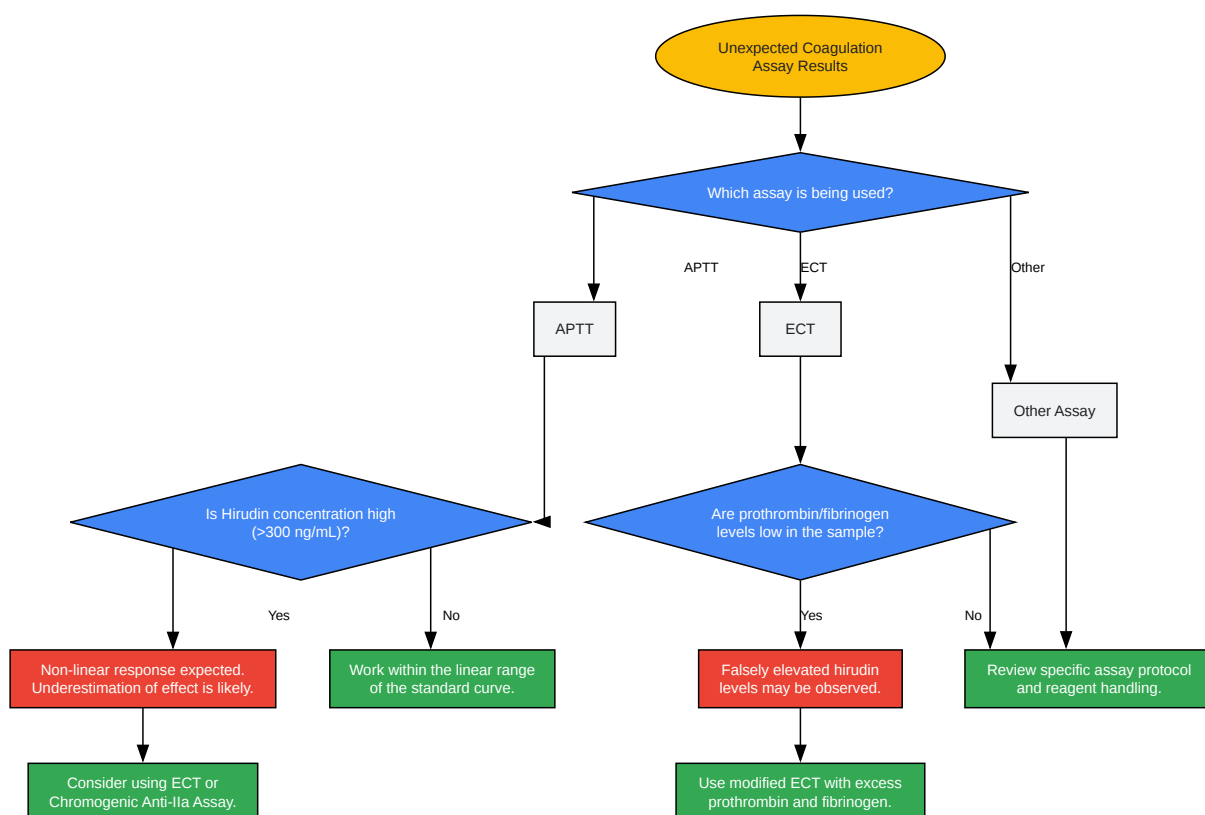 Unexpected Coagulation
Assay Results
Which assay is being used?
APTT
ECT
Other
APTT
ECT
Other Assay
Is Hirudin concentration high
(>300 ng/mL)?
Are prothrombin/fibrinogen
levels low in the sample?
Yes
No
Yes
No
Non-linear response expected.
Underestimation of effect is likely.
Work within the linear range
of the standard curve.
Falsely elevated hirudin
levels may be observed.
Review specific assay protocol
and reagent handling.
Consider using ECT or
Chromogenic Anti-IIa Assay.
Use modified ECT with excess
prothrombin and fibrinogen.